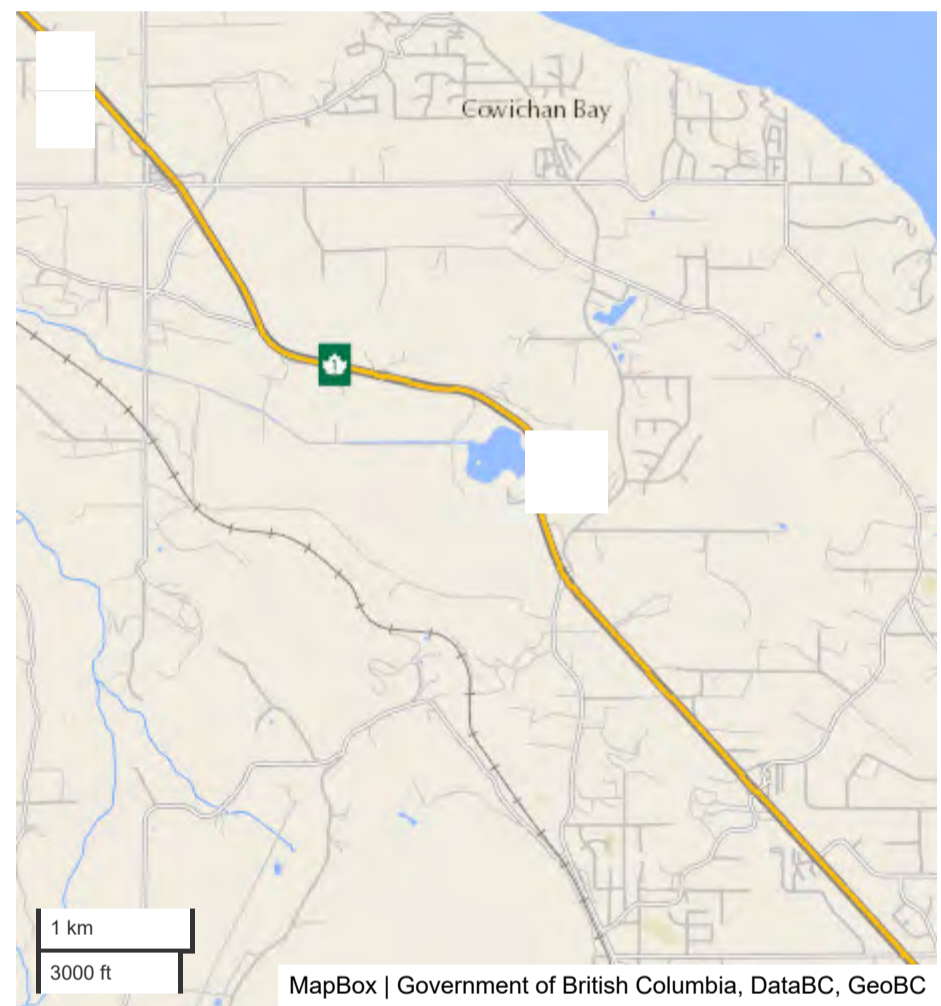 Cowichan Bay
1
1 km
3000 ft
MapBox | Government of British Columbia, DataBC, GeoBC